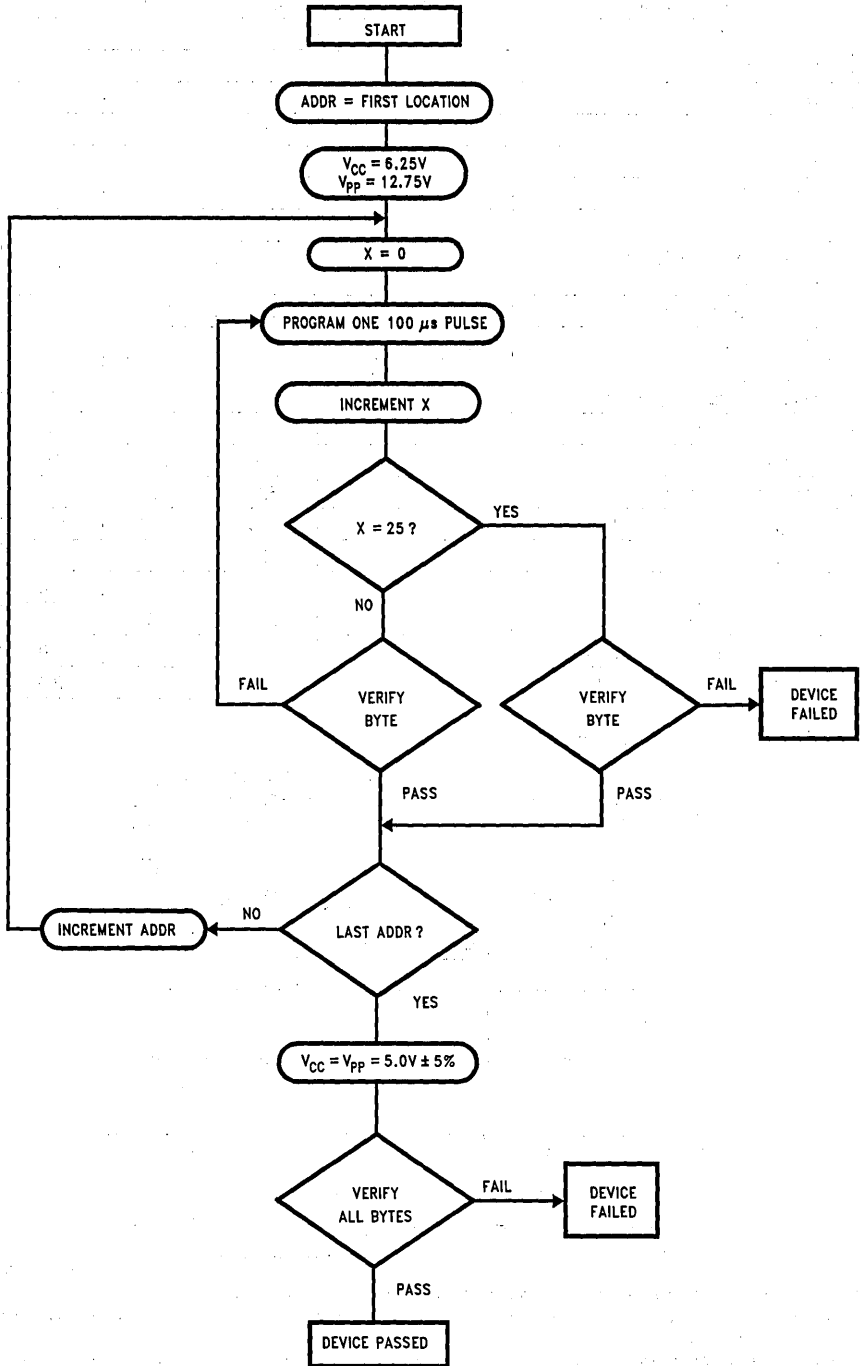 START
ADDR = FIRST LOCATION
VCC = 6.25V
VPP = 12.75V
X = 0
PROGRAM ONE 100 μs PULSE
INCREMENT X
X = 25?
YES
NO
FAIL
VERIFY
BYTE
VERIFY
BYTE
FAIL
DEVICE
FAILED
PASS
PASS
INCREMENT ADDR
NO
LAST ADDR?
YES
VCC = VPP = 5.0V ± 5%
VERIFY
ALL BYTES
FAIL
DEVICE
FAILED
PASS
DEVICE PASSED